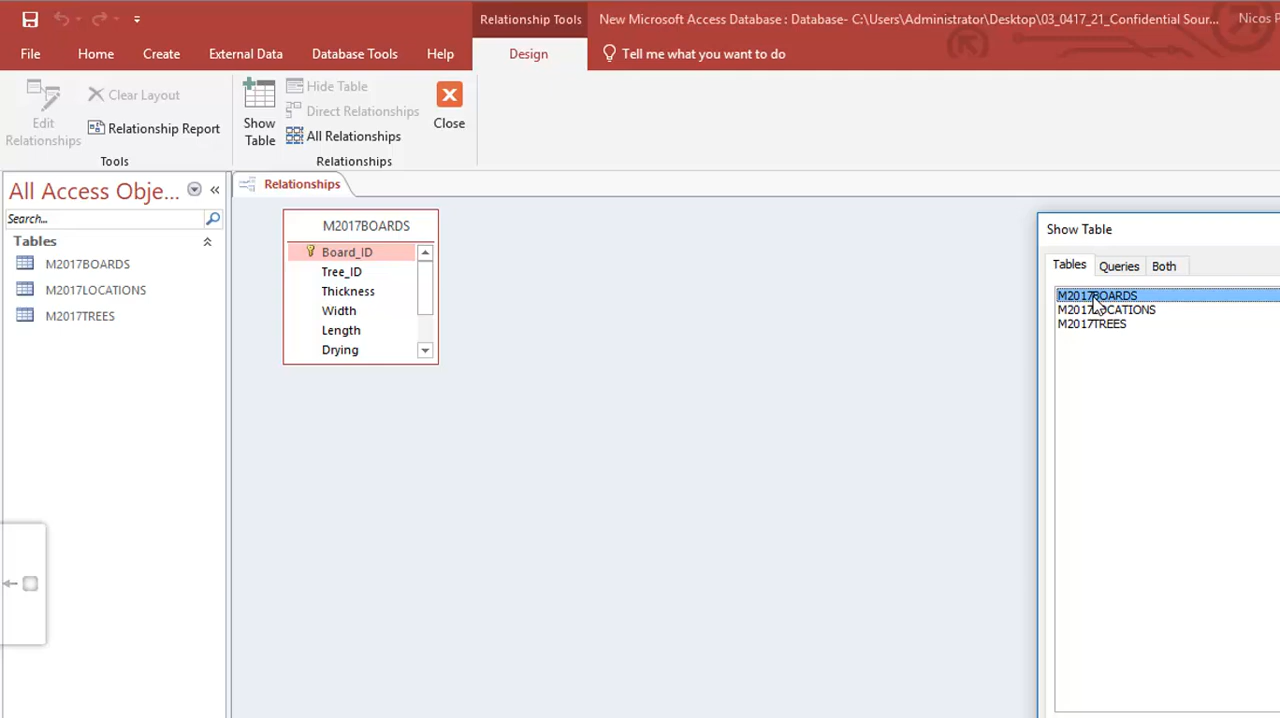 Relationship Tools
New Microsoft Access Database : Database- C:\Users\Administrator\Desktop\03_0417_21_Confidential Sour...
Nicos
File
Home
Create
External Data
Database Tools
Help
Design
Tell me what you want to do
Edit
Relationships
Clear Layout
Relationship Report
Tools
Show
Table
Hide Table
Direct Relationships
All Relationships
Relationships
Close
All Access Obje...
Search...
Tables
M2017BOARDS
M2017LOCATIONS
M2017TREES
Relationships
M2017BOARDS
Board_ID
Tree_ID
Thickness
Width
Length
Drying
Show Table
Tables
Queries
Both
M2017BOARDS
M2017LOCATIONS
M2017TREES